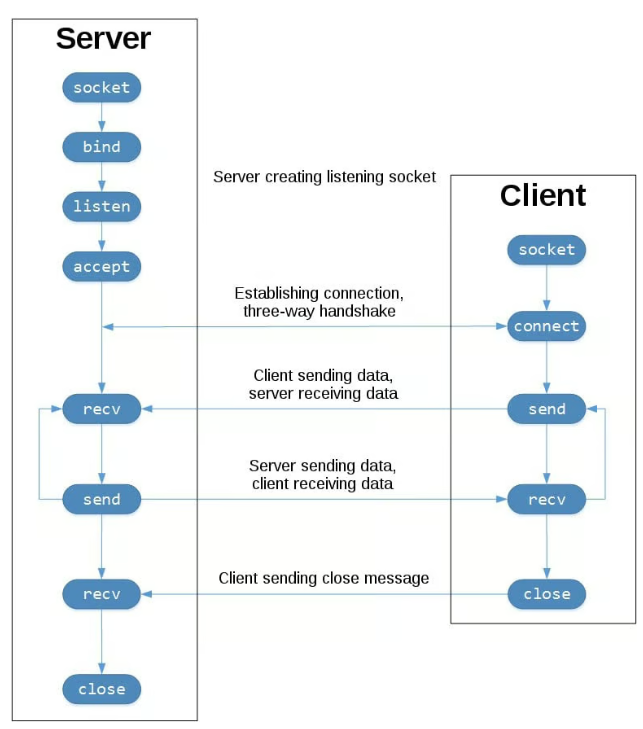 Server
socket
bind
listen
accept
Server creating listening socket
Client
socket
Establishing connection,
three-way handshake
connect
Client sending data,
server receiving data
recv
send
Server sending data,
client receiving data
send
recv
Client sending close message
recv
close
close